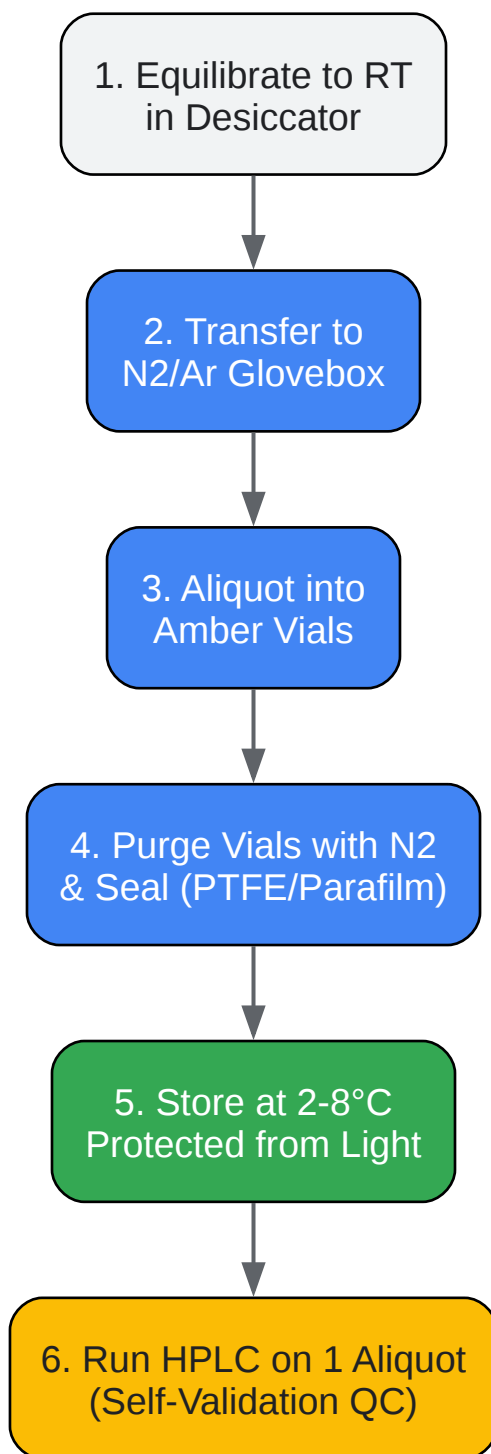 1. Equilibrate to RT
in Desiccator
2. Transfer to
N2/Ar Glovebox
3. Aliquot into
Amber Vials
4. Purge Vials with N2
& Seal (PTFE/Parafilm)
5. Store at 2-8°C
Protected from Light
6. Run HPLC on 1 Aliquot
(Self-Validation QC)